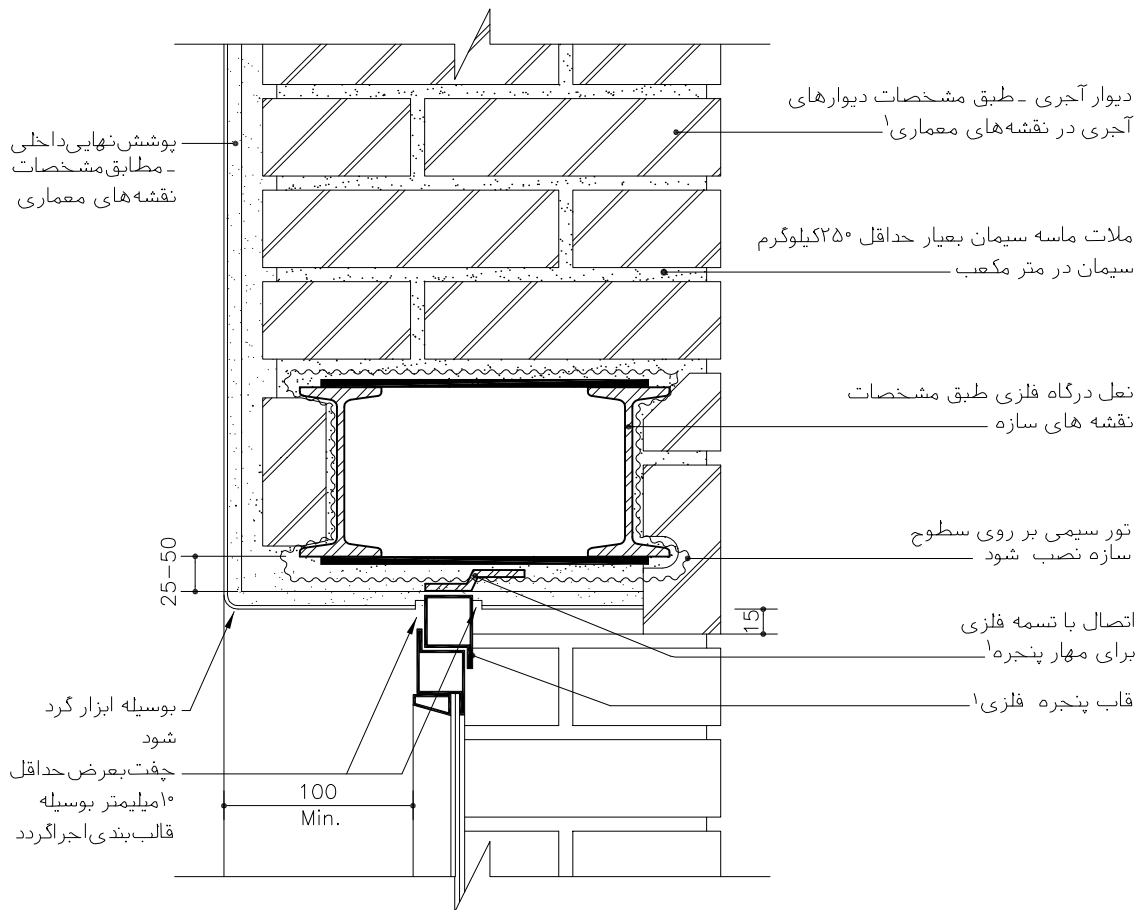 دیوار آجری ـ طبق مشخصات دیوارهای
آجری در نقشه‌های معماری۱
ملات ماسه سیمان بعیار حداقل ۲۵۰کیلوگرم
سیمان در متر مکعب
نعل درگاه فلزی طبق مشخصات
نقشه های سازه
تور سیمی بر روی سطوح
سازه نصب شود
اتصال با تسمه فلزی
برای مهار پنجره۱
قاب پنجره فلزی۱
پوشش نهایی داخلی
ـ مطابق مشخصات
نقشه‌های معماری
25-50
15
بوسیله ابزار گرد
شود
چفت بعرض حداقل
۱۰میلیمتر بوسیله
قالب‌بندی اجراگردد
100
Min.